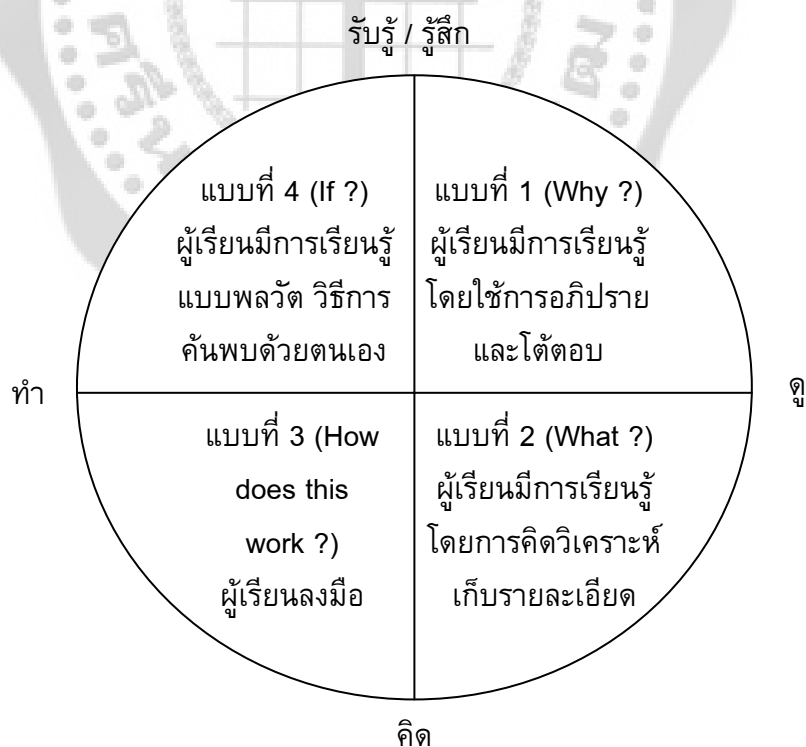 รับรู้ / รู้สึก
แบบที่ 4 (If ?)
ผู้เรียนมีการเรียนรู้
แบบพลวัต วิธีการ
ค้นพบด้วยตนเอง
แบบที่ 1 (Why ?)
ผู้เรียนมีการเรียนรู้
โดยใช้การอภิปราย
และโต้ตอบ
ทำ
ดู
แบบที่ 3 (How
does this
work ?)
ผู้เรียนลงมือ
แบบที่ 2 (What ?)
ผู้เรียนมีการเรียนรู้
โดยการคิดวิเคราะห์
เก็บรายละเอียด
คิด